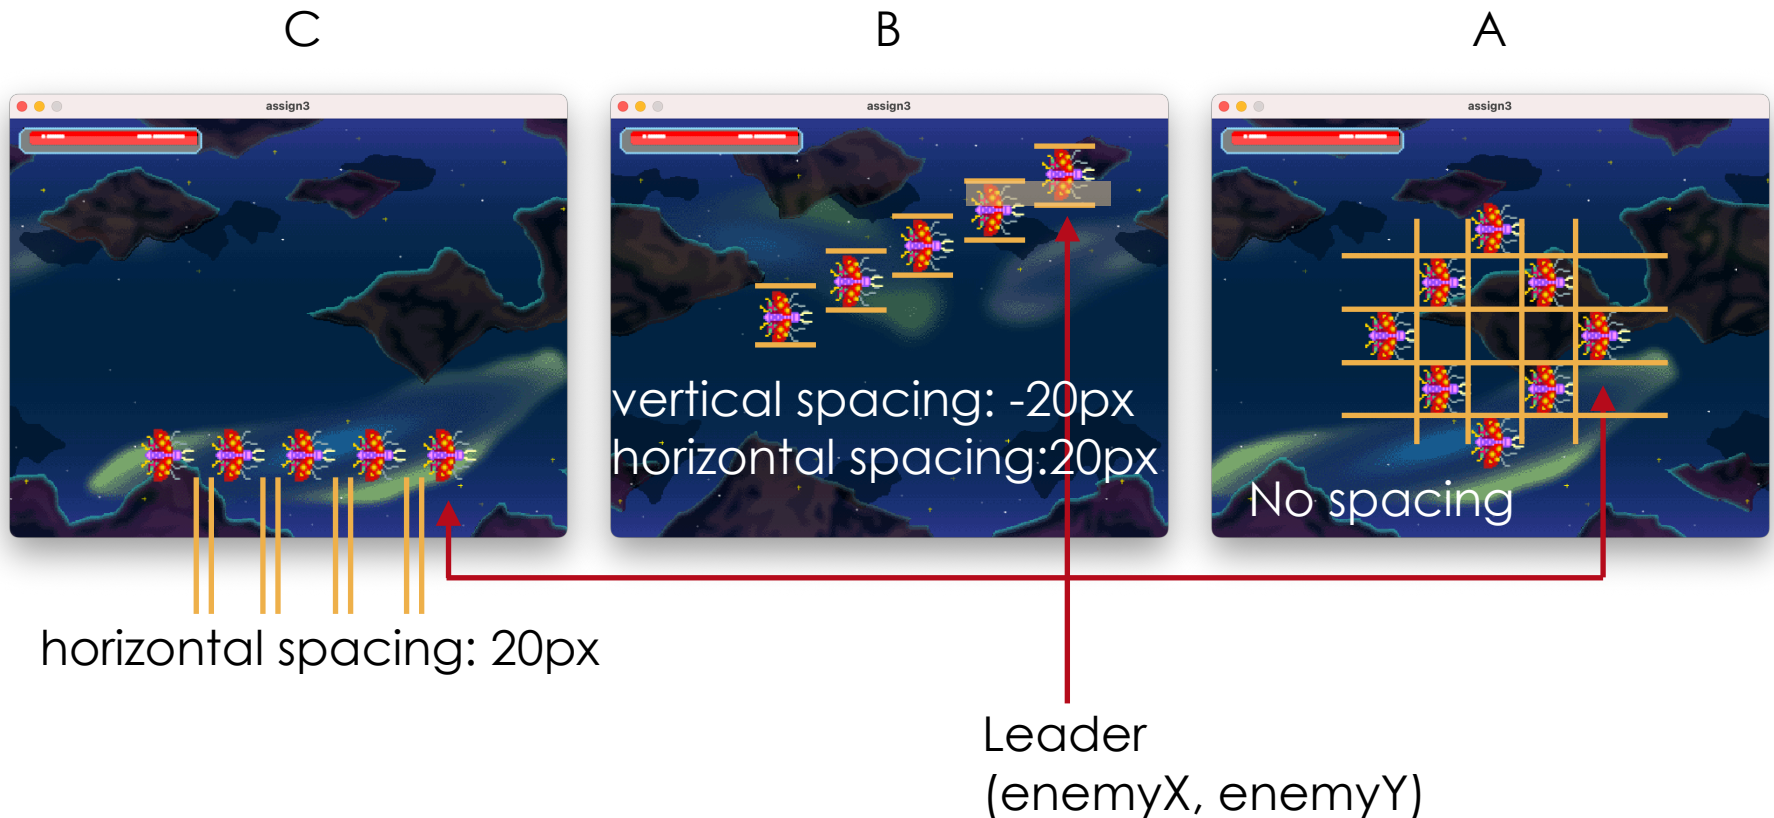 C
B
A
assign3
assign3
assign3
vertical spacing: -20px
horizontal spacing:20px
No spacing
horizontal spacing: 20px
Leader
(enemyX, enemyY)